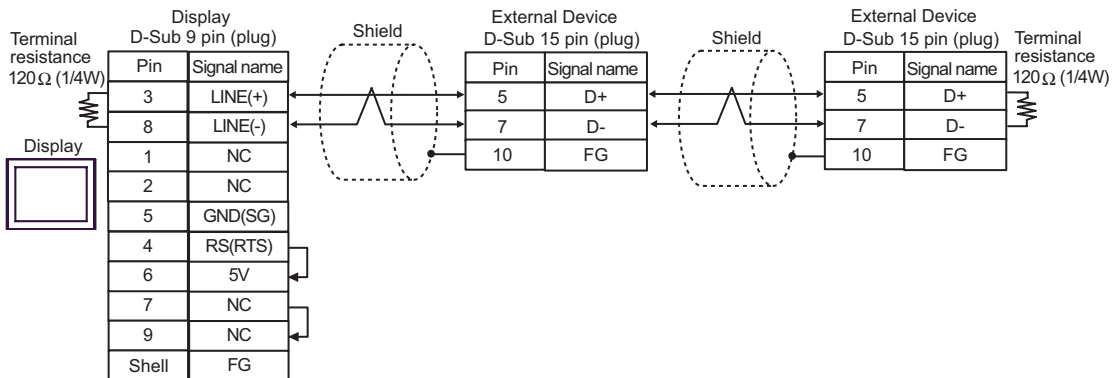 Display
D-Sub 9 pin (plug)
Terminal
resistance
120Ω (1/4W)
Pin Signal name
3 LINE(+)
8 LINE(-)
1 NC
2 NC
5 GND(SG)
4 RS(RTS)
6 5V
7 NC
9 NC
Shell FG
Display
Shield
External Device
D-Sub 15 pin (plug)
Pin Signal name
5 D+
7 D-
10 FG
Shield
External Device
D-Sub 15 pin (plug)
Pin Signal name
5 D+
7 D-
10 FG
Terminal
resistance
120Ω (1/4W)